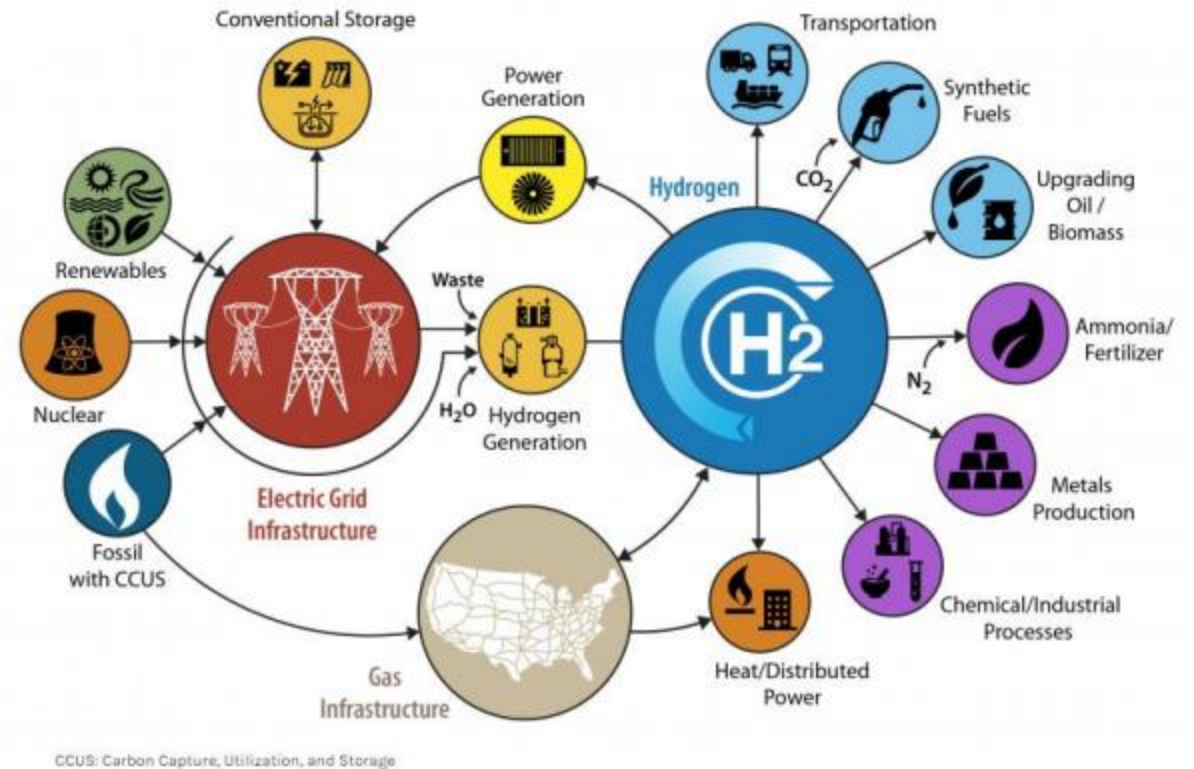 Conventional Storage
Transportation
Power
Generation
Synthetic
Fuels
CO₂
Hydrogen
Upgrading
Oil /
Biomass
Renewables
Waste
H2
Ammonia/
Fertilizer
N₂
Nuclear
H₂O
Hydrogen
Generation
Electric Grid
Infrastructure
Metals
Production
Fossil
with CCUS
Chemical/Industrial
Processes
Gas
Infrastructure
Heat/Distributed
Power
CCUS: Carbon Capture, Utilization, and Storage